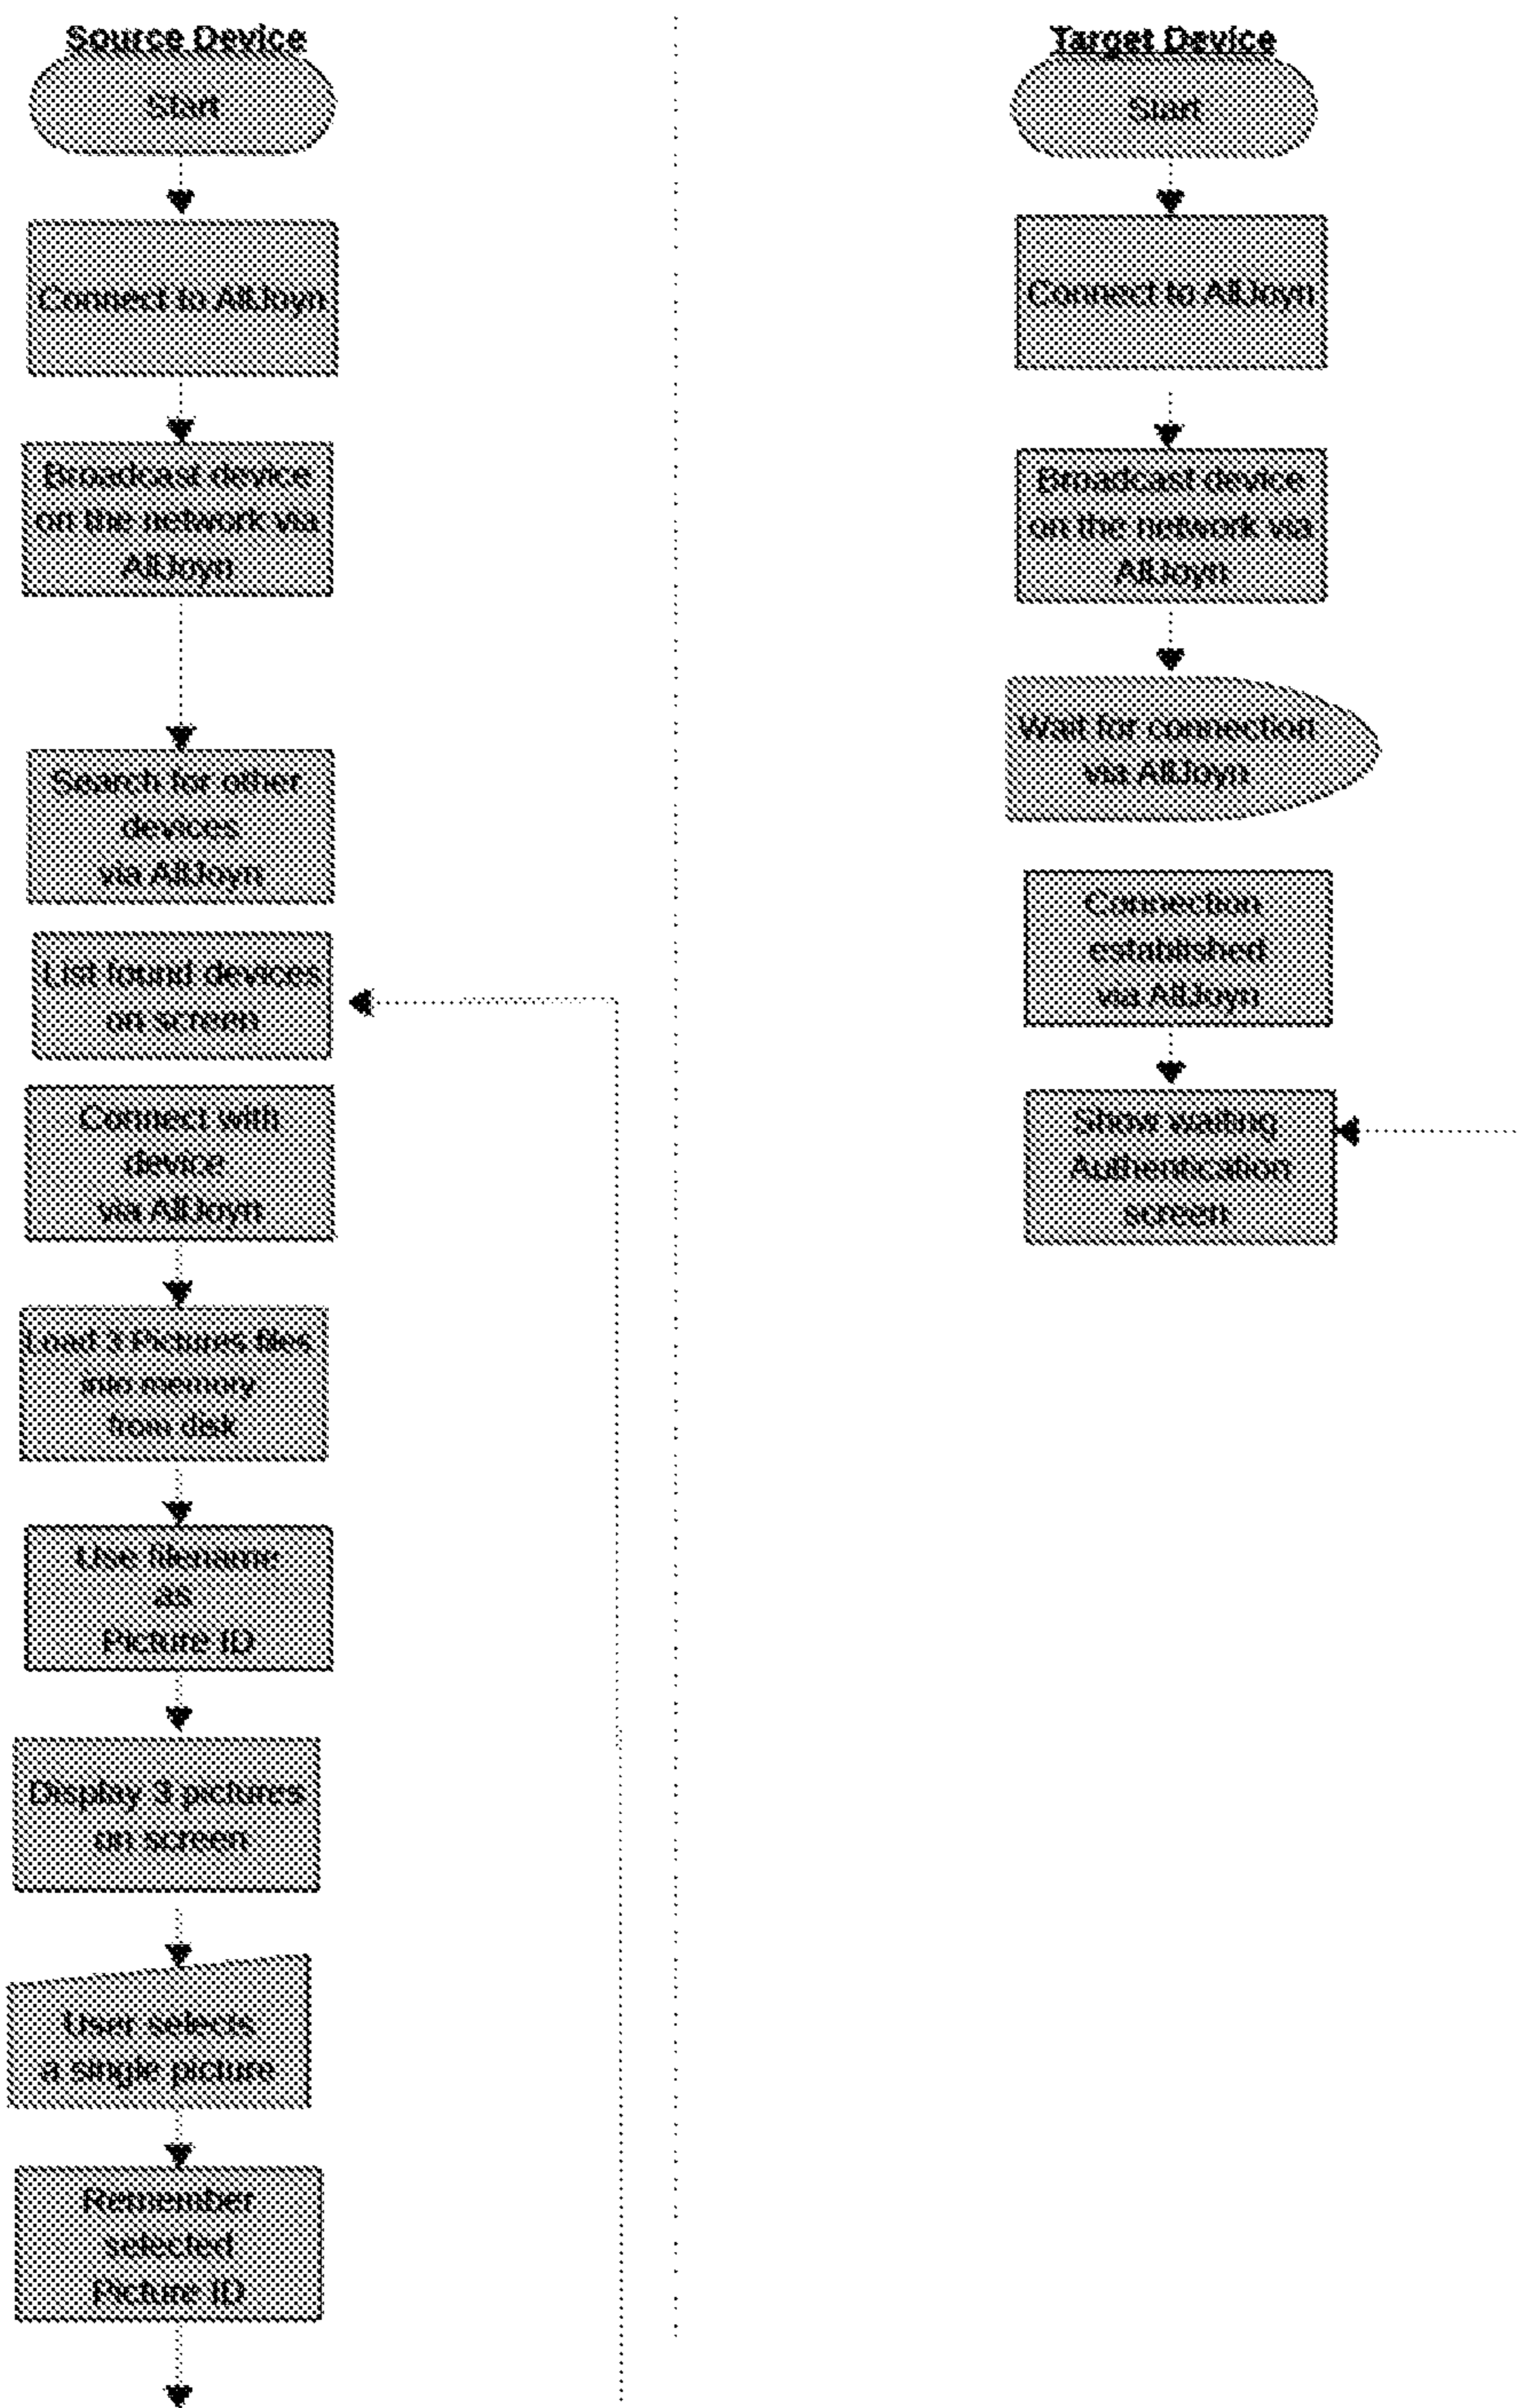 Source Device
Start
Connect to AllJoyn
Broadcast device
on the network via
AllJoyn
Search for other
devices
via AllJoyn
List found devices
on screen
Connect with
device
via AllJoyn
Load 3 Pictures files
into memory
from disk
Use filename
as
Picture ID
Display 3 pictures
on screen
User selects
a single picture
Remember
selected
Picture ID
Target Device
Start
Connect to AllJoyn
Broadcast device
on the network via
AllJoyn
Wait for connection
via AllJoyn
Connection
established
via AllJoyn
Show waiting
Authentication
screen